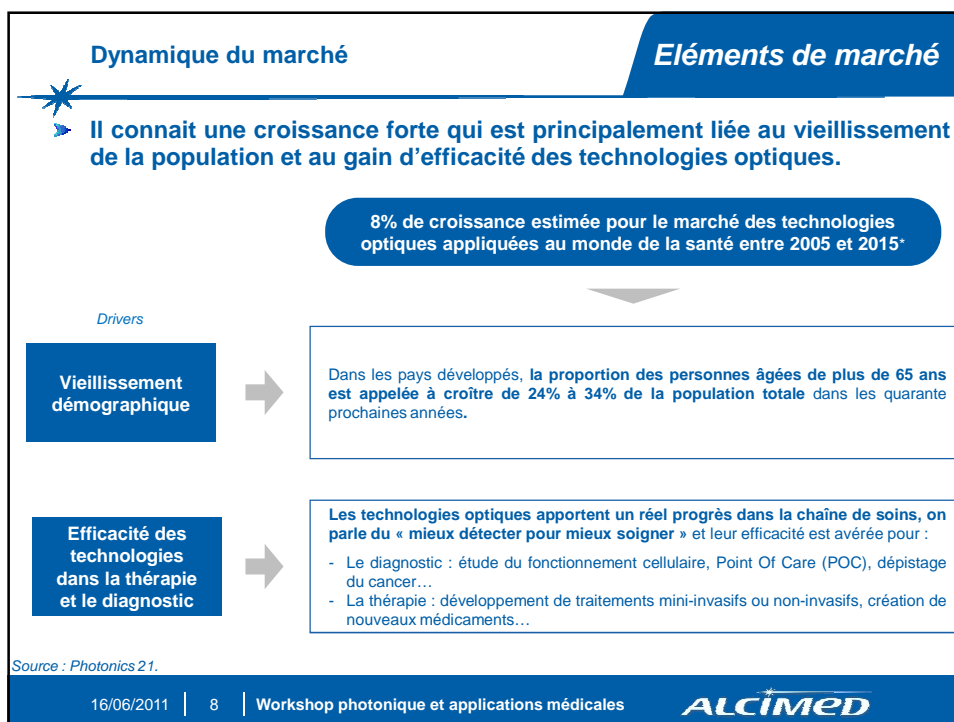 Dynamique du marché
Eléments de marché
Il connait une croissance forte qui est principalement liée au vieillissement
de la population et au gain d'efficacité des technologies optiques.
8% de croissance estimée pour le marché des technologies
optiques appliquées au monde de la santé entre 2005 et 2015*
Drivers
Vieillissement
démographique
Dans les pays développés, la proportion des personnes âgées de plus de 65 ans
est appelée à croître de 24% à 34% de la population totale dans les quarante
prochaines années.
Efficacité des
technologies
dans la thérapie
et le diagnostic
Les technologies optiques apportent un réel progrès dans la chaîne de soins, on
parle du « mieux détecter pour mieux soigner » et leur efficacité est avérée pour :
- Le diagnostic : étude du fonctionnement cellulaire, Point Of Care (POC), dépistage
du cancer…
- La thérapie : développement de traitements mini-invasifs ou non-invasifs, création de
nouveaux médicaments…
Source : Photonics 21.
16/06/2011 8 Workshop photonique et applications médicales
ALCIMED